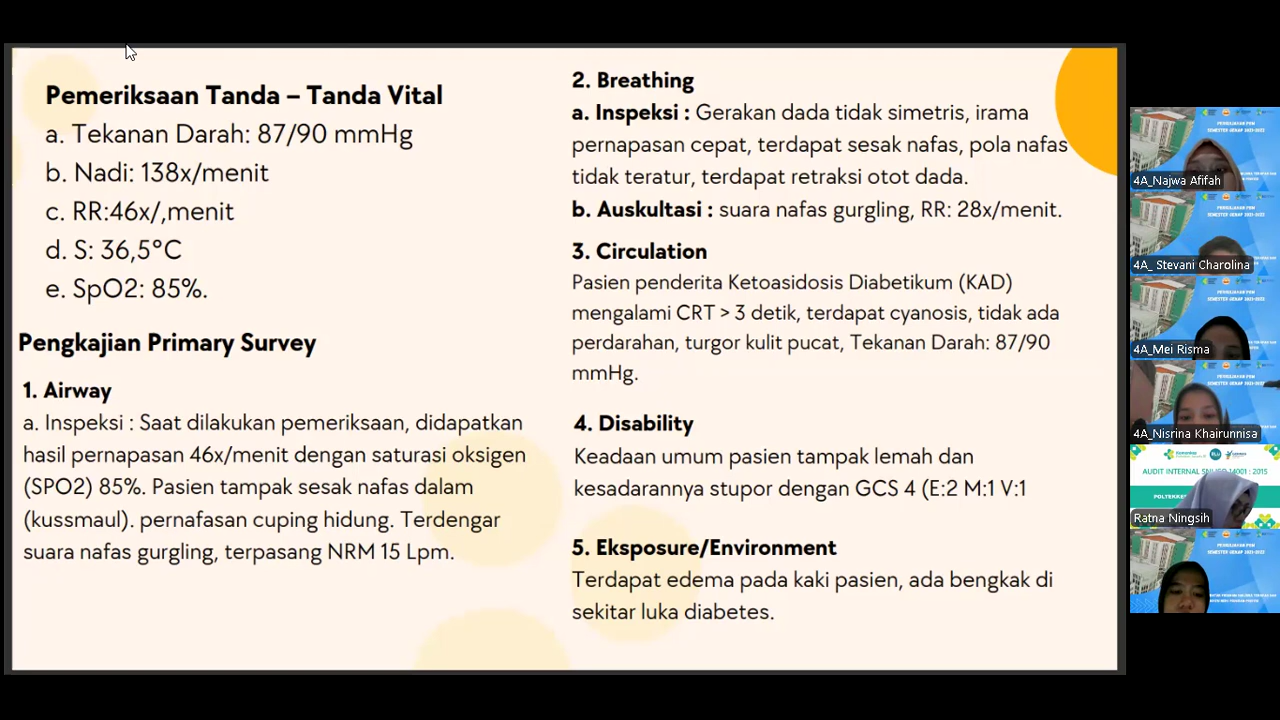 Pemeriksaan Tanda – Tanda Vital
a. Tekanan Darah: 87/90 mmHg
b. Nadi: 138x/menit
c. RR:46x/,menit
d. S: 36,5°C
e. SpO2: 85%.
Pengkajian Primary Survey
1. Airway
a. Inspeksi : Saat dilakukan pemeriksaan, didapatkan
hasil pernapasan 46x/menit dengan saturasi oksigen
(SPO2) 85%. Pasien tampak sesak nafas dalam
(kussmaul). pernafasan cuping hidung. Terdengar
suara nafas gurgling, terpasang NRM 15 Lpm.
2. Breathing
a. Inspeksi : Gerakan dada tidak simetris, irama
pernapasan cepat, terdapat sesak nafas, pola nafas
tidak teratur, terdapat retraksi otot dada.
b. Auskultasi : suara nafas gurgling, RR: 28x/menit.
3. Circulation
Pasien penderita Ketoasidosis Diabetikum (KAD)
mengalami CRT > 3 detik, terdapat cyanosis, tidak ada
perdarahan, turgor kulit pucat, Tekanan Darah: 87/90
mmHg.
4. Disability
Keadaan umum pasien tampak lemah dan
kesadarannya stupor dengan GCS 4 (E:2 M:1 V:1
5. Eksposure/Environment
Terdapat edema pada kaki pasien, ada bengkak di
sekitar luka diabetes.
4A_Najwa Afifah
4A_ Stevani Charolina
4A_Mei Risma
4A_Nisrina Khairunnisa
AUDIT INTERNAL SNI ISO 14001 : 2015
Ratna Ningsih